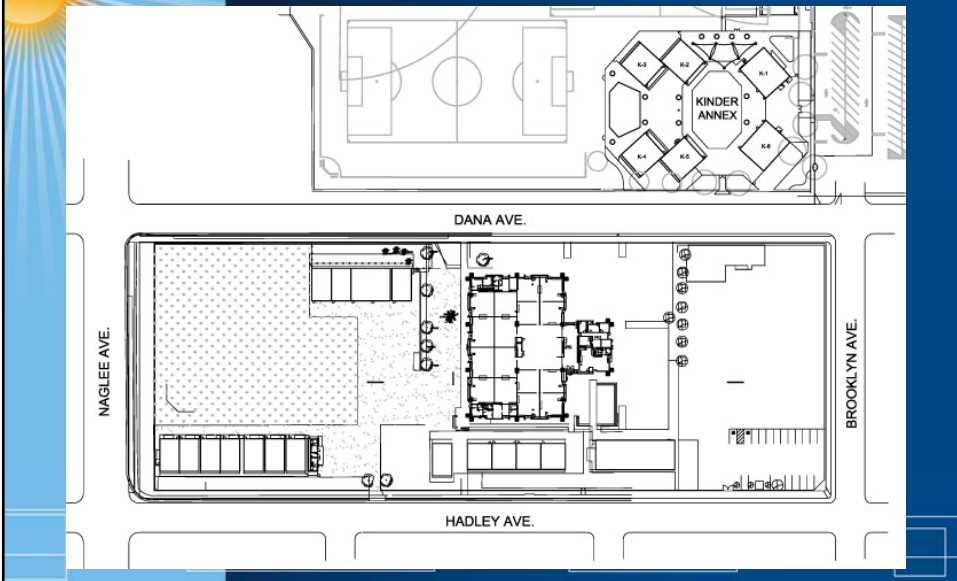 K-3
K-2
K-1
KINDER
ANNEX
K-4
K-5
K-6
DANA AVE.
NAGLEE AVE.
BROOKLYN AVE.
HADLEY AVE.